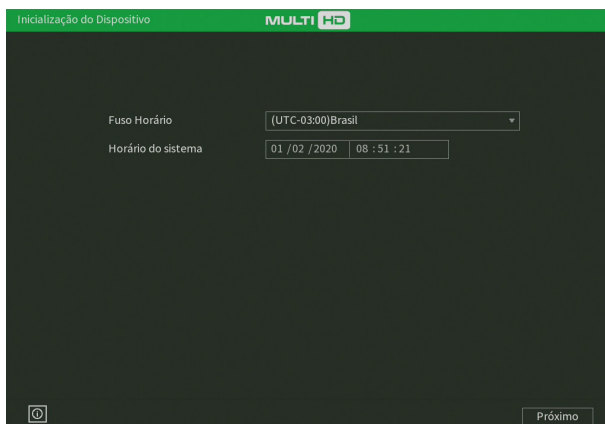 Inicialização do Dispositivo
MULTI HD
Fuso Horário (UTC-03:00)Brasil
Horário do sistema 01 /02 /2020 08 : 51 : 21
Próximo